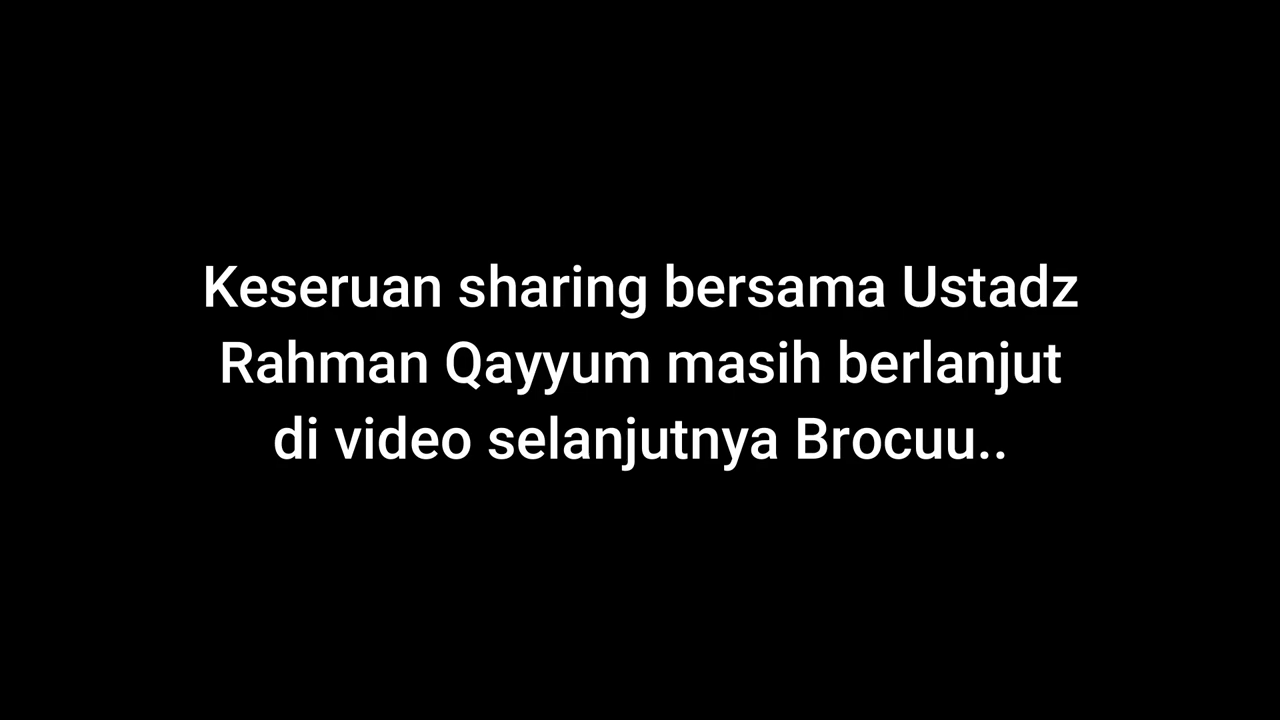 Keseruan sharing bersama Ustadz
Rahman Qayyum masih berlanjut
di video selanjutnya Brocuu..